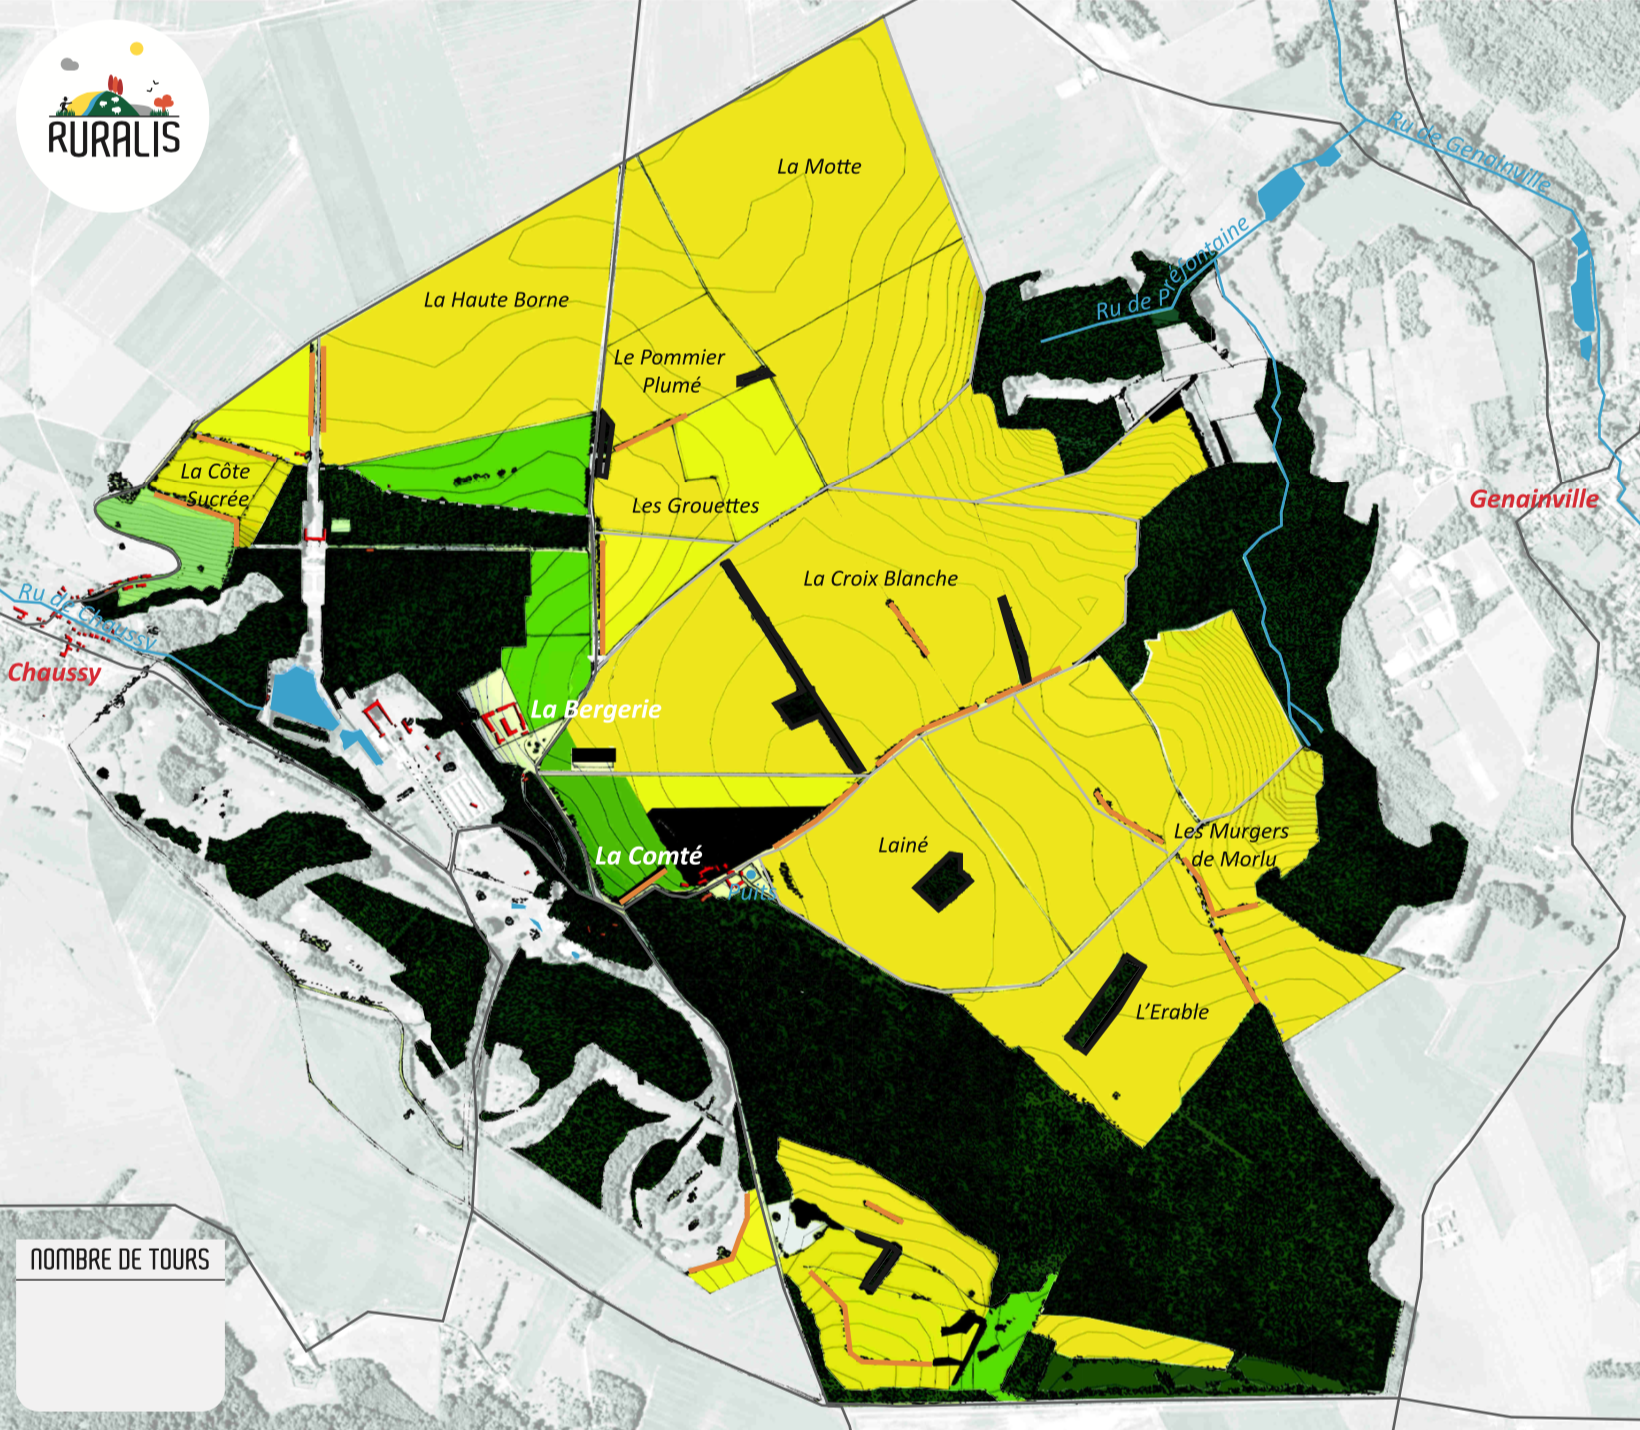 RURALIS
La Motte
Ru de Genainville
Ru de Préfontaine
La Haute Borne
Le Pommier
Plumé
La Côte
Sucrée
Les Grouettes
Genainville
La Croix Blanche
Ru de Chaussy
Chaussy
La Bergerie
La Comté
Puits
Lainé
Les Murgers
de Morlu
L'Erable
NOMBRE DE TOURS